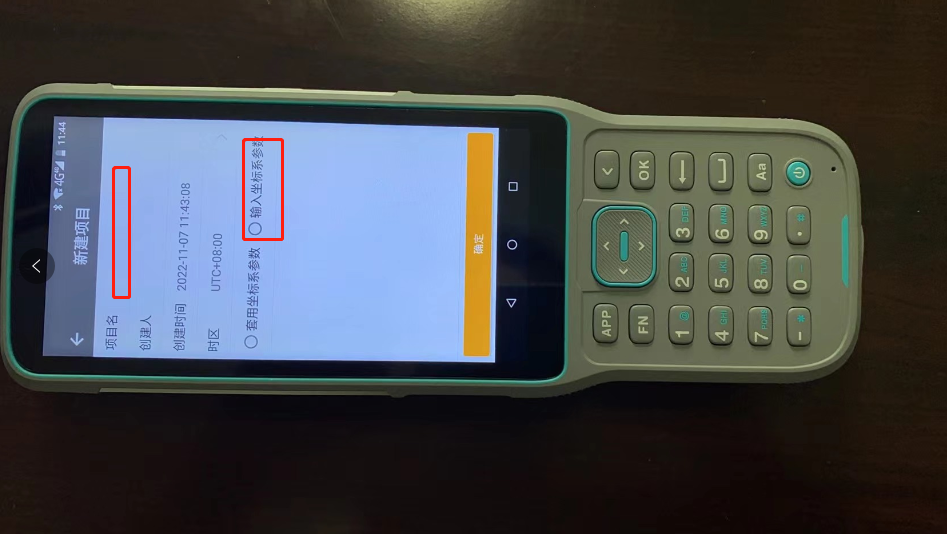 4G 11:44
新建项目
项目名
创建人
创建时间 2022-11-07 11:43:08
时区 UTC+08:00
套用坐标系参数 输入坐标系参数
确定
APP OK
FN
1 @ 2 ABC 3 DEF
4 GHI 5 JKL 6 MNO
7 PQRS 8 TUV 9 WXYZ Aa
- * 0 . #